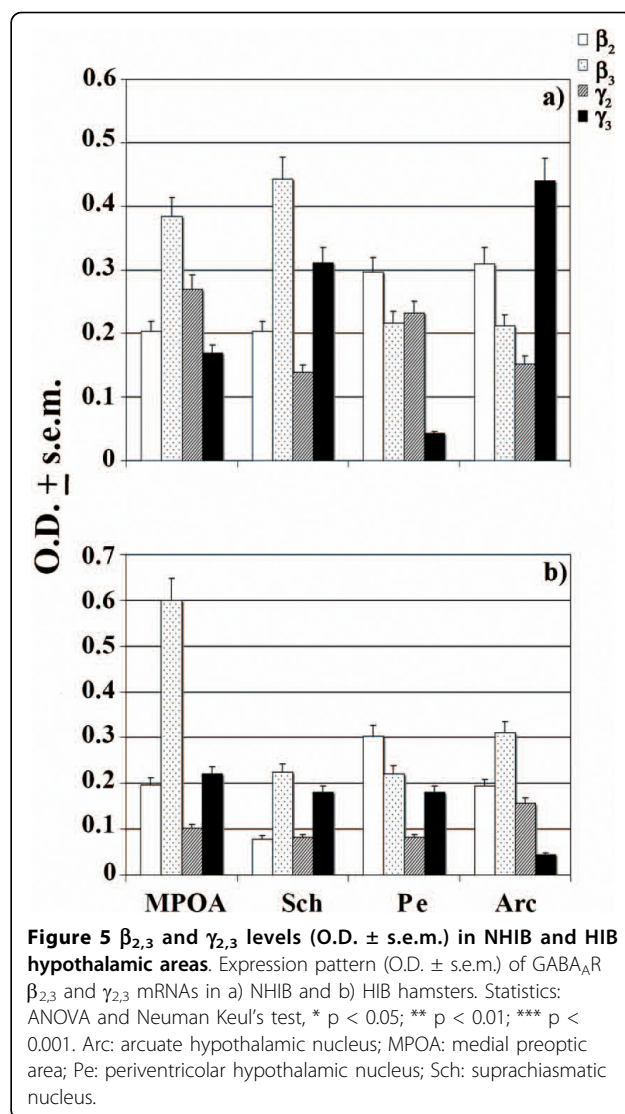 β₂
β₃
γ₂
γ₃
a)
0.6
0.5
0.4
0.3
0.2
0.1
0
O.D. ± s.e.m.
b)
0.7
0.6
0.5
0.4
0.3
0.2
0.1
0
MPOA Sch Pe Arc
Figure 5 β₂,₃ and γ₂,₃ levels (O.D. ± s.e.m.) in NHIB and HIB
hypothalamic areas. Expression pattern (O.D. ± s.e.m.) of GABA_AR
β₂,₃ and γ₂,₃ mRNAs in a) NHIB and b) HIB hamsters. Statistics:
ANOVA and Neuman Keul's test, * p < 0.05; ** p < 0.01; *** p <
0.001. Arc: arcuate hypothalamic nucleus; MPOA: medial preoptic
area; Pe: periventricolar hypothalamic nucleus; Sch: suprachiasmatic
nucleus.